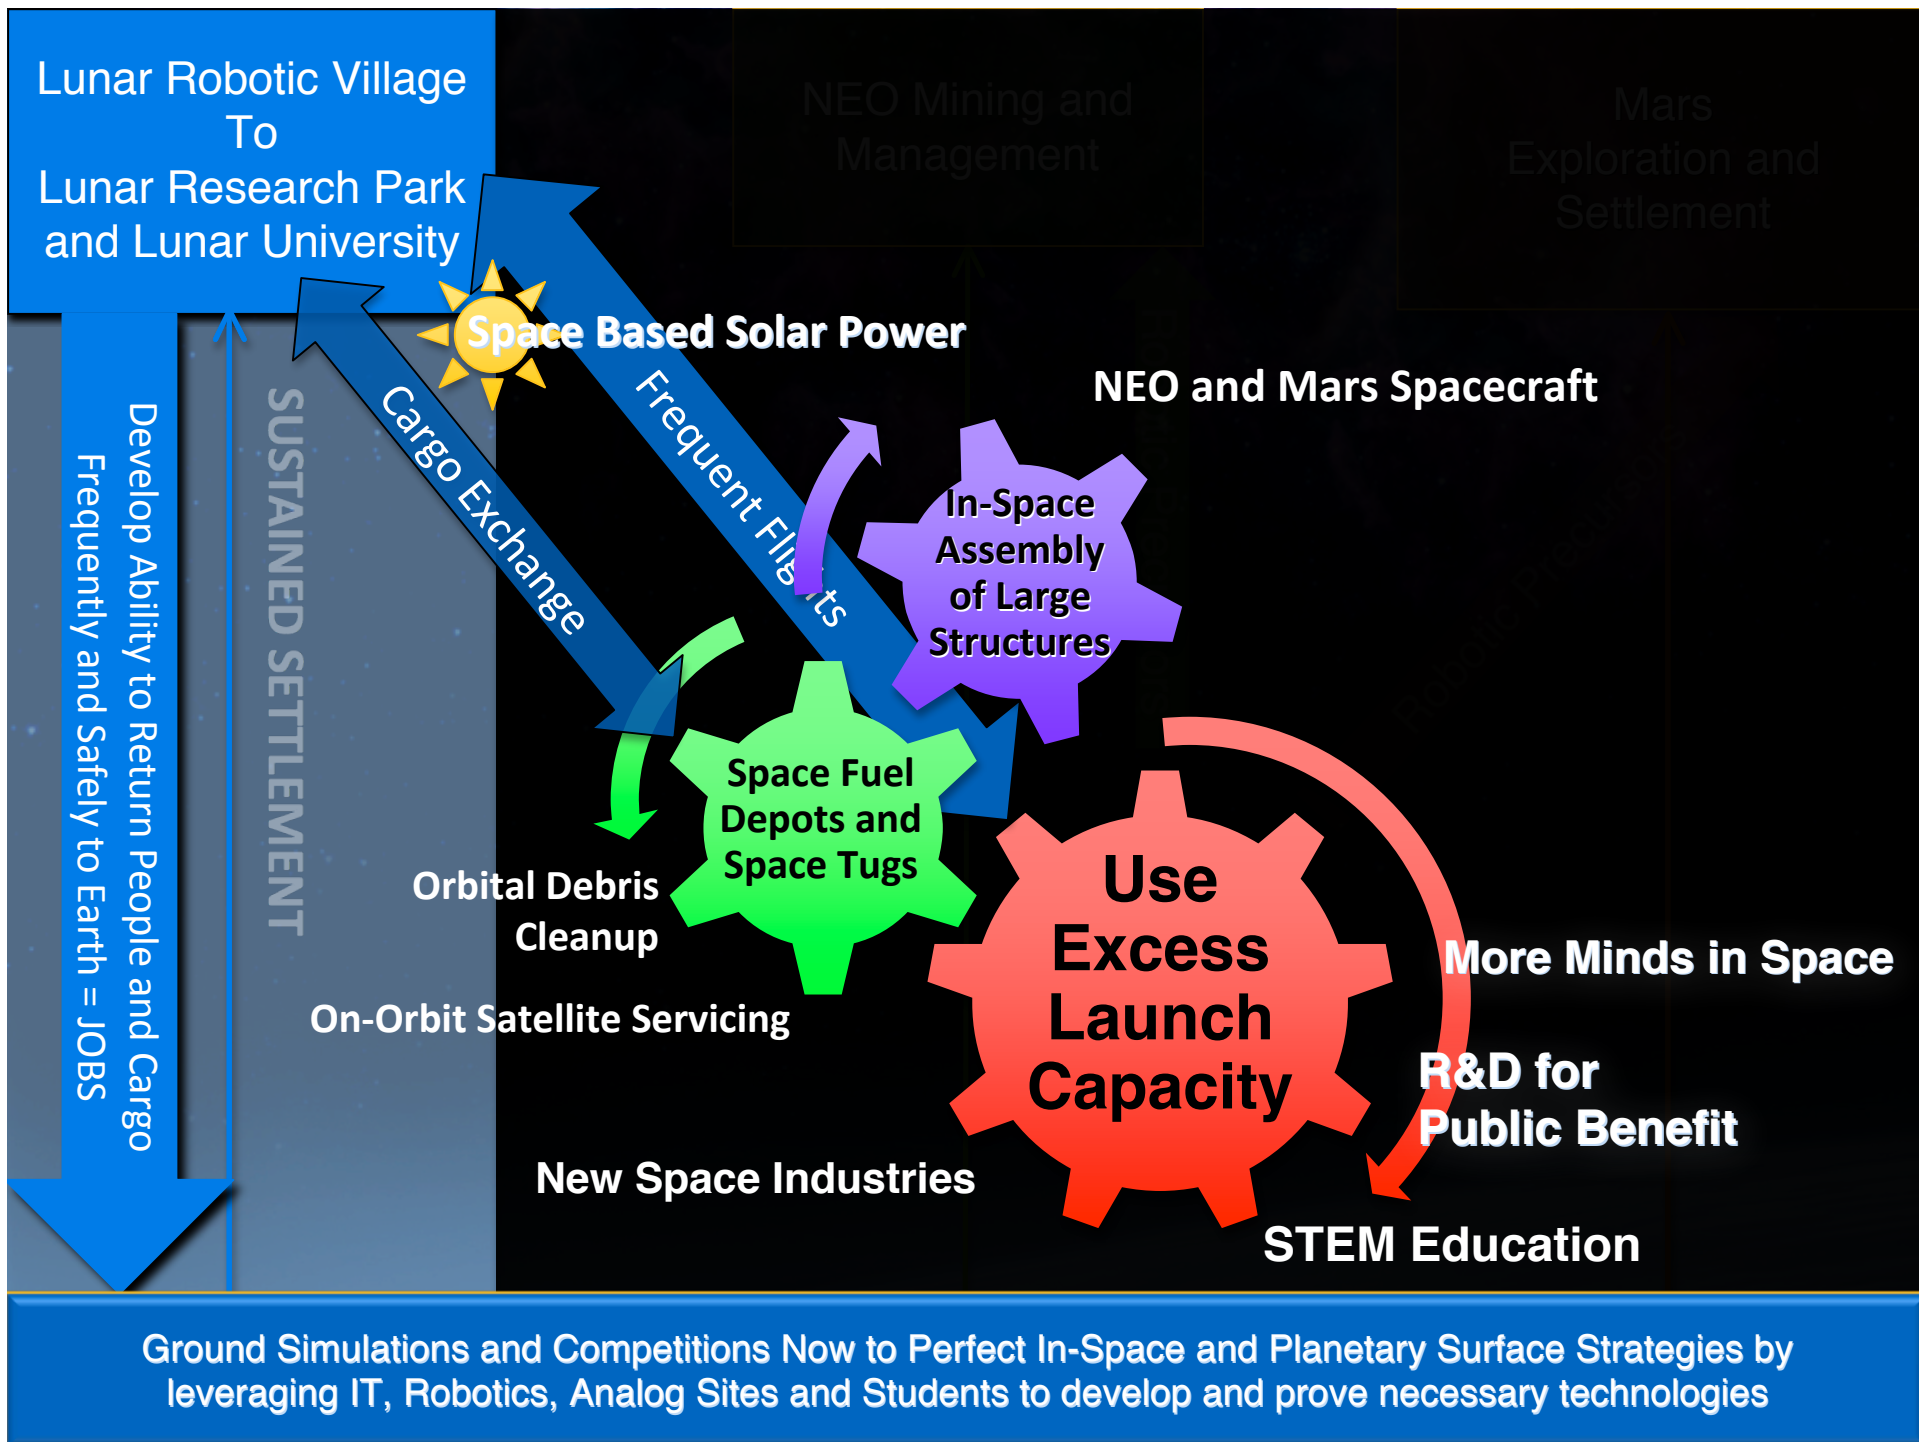 Lunar Robotic Village
To
Lunar Research Park
and Lunar University
NEO Mining and
Management
Mars
Exploration and
Settlement
Space Based Solar Power
NEO and Mars Spacecraft
Cargo Exchange
Frequent Flights
In-Space
Assembly
of Large
Structures
Develop Ability to Return People and Cargo
Frequently and Safely to Earth = JOBS
SUSTAINED SETTLEMENT
Robotic Precursors
Space Fuel
Depots and
Space Tugs
Orbital Debris
Cleanup
On-Orbit Satellite Servicing
Use
Excess
Launch
Capacity
More Minds in Space
R&D for
Public Benefit
New Space Industries
STEM Education
Ground Simulations and Competitions Now to Perfect In-Space and Planetary Surface Strategies by
leveraging IT, Robotics, Analog Sites and Students to develop and prove necessary technologies